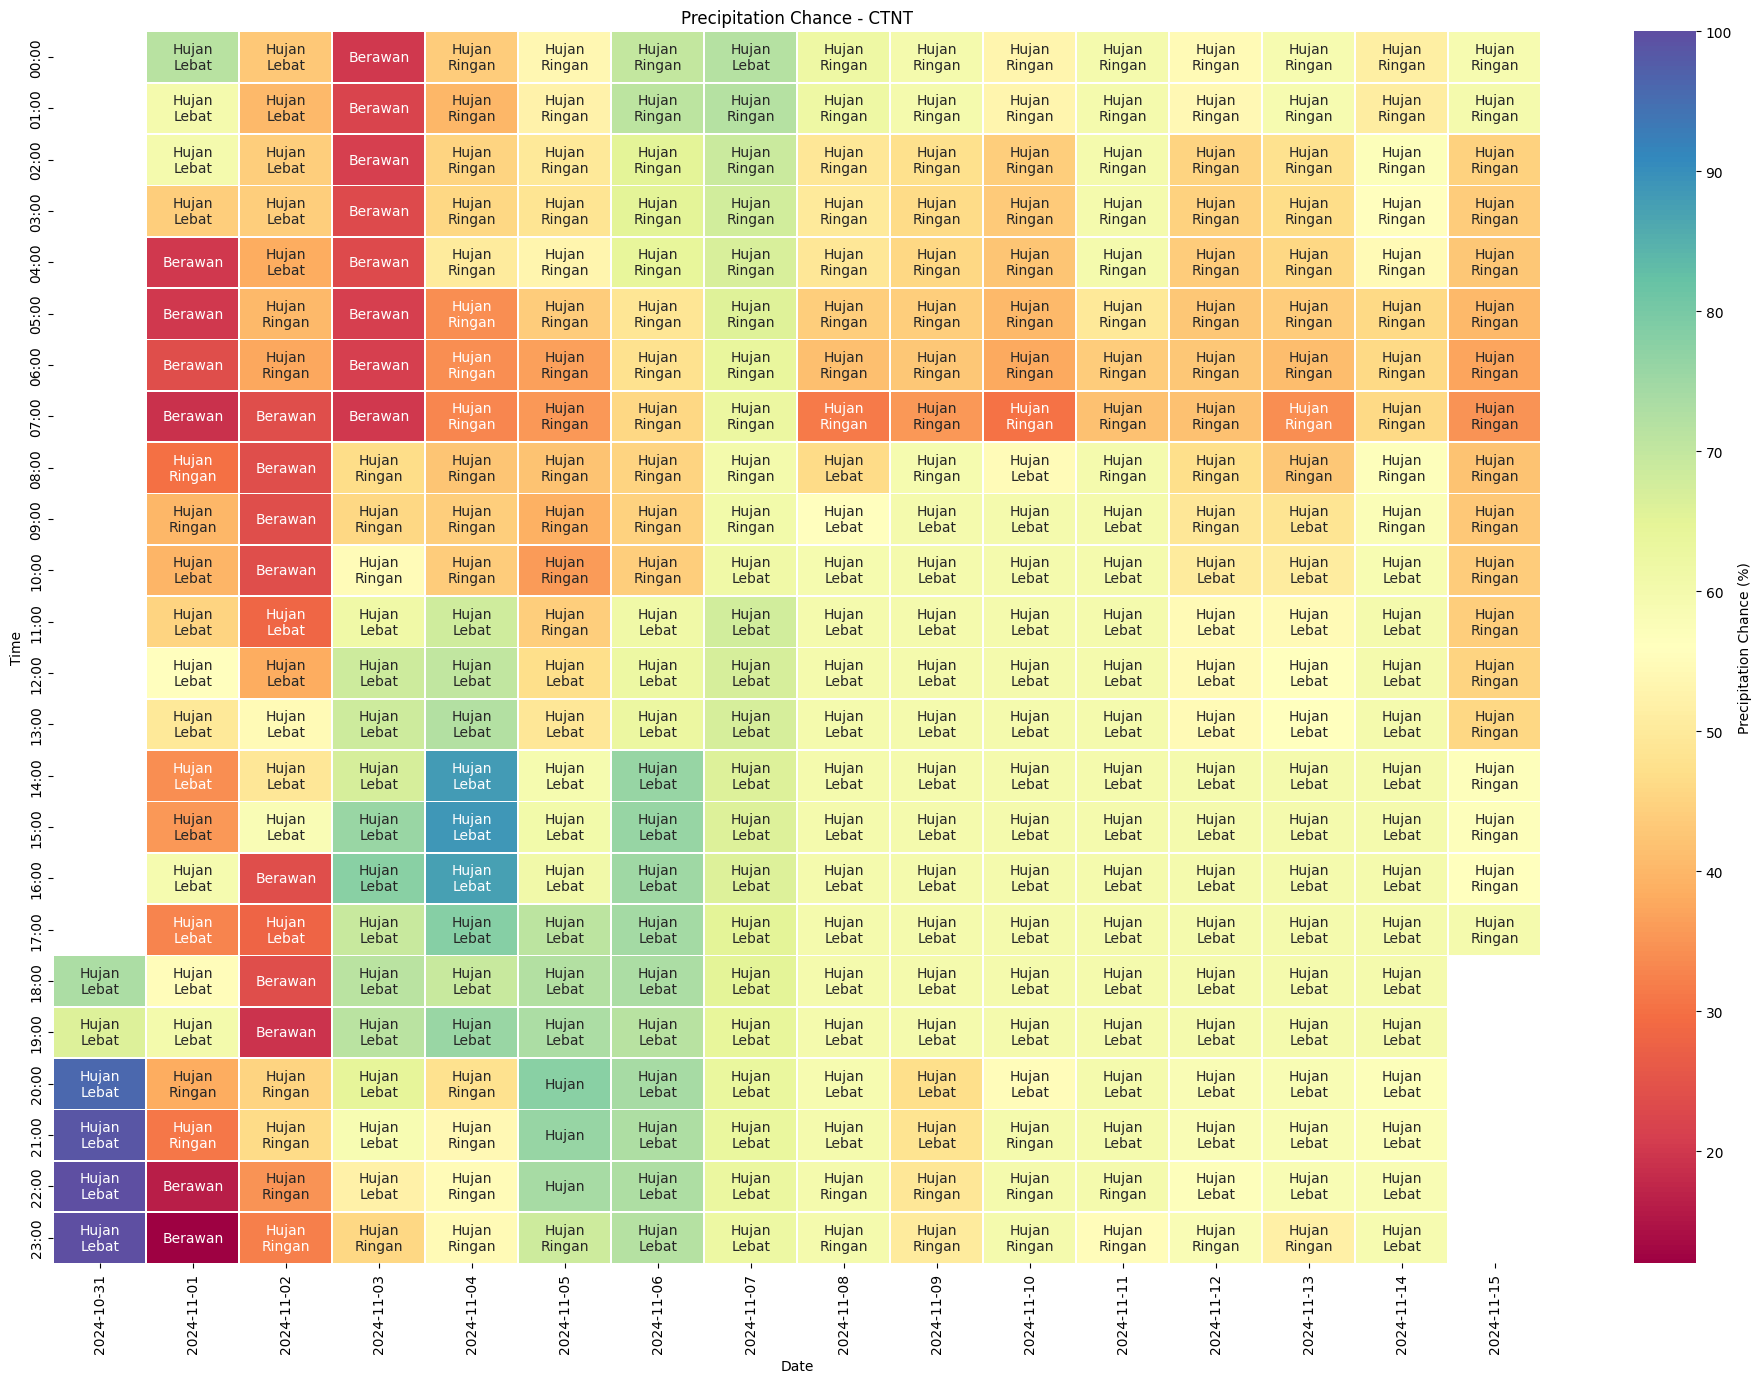 Precipitation Chance - CTNT
00:00 Hujan Lebat Hujan Lebat Berawan Hujan Ringan Hujan Ringan Hujan Ringan Hujan Lebat Hujan Ringan Hujan Ringan Hujan Ringan Hujan Ringan Hujan Ringan Hujan Ringan Hujan Ringan Hujan Ringan
01:00 Hujan Lebat Hujan Lebat Berawan Hujan Ringan Hujan Ringan Hujan Ringan Hujan Ringan Hujan Ringan Hujan Ringan Hujan Ringan Hujan Ringan Hujan Ringan Hujan Ringan Hujan Ringan Hujan Ringan
02:00 Hujan Lebat Hujan Lebat Berawan Hujan Ringan Hujan Ringan Hujan Ringan Hujan Ringan Hujan Ringan Hujan Ringan Hujan Ringan Hujan Ringan Hujan Ringan Hujan Ringan Hujan Ringan Hujan Ringan
03:00 Hujan Lebat Hujan Lebat Berawan Hujan Ringan Hujan Ringan Hujan Ringan Hujan Ringan Hujan Ringan Hujan Ringan Hujan Ringan Hujan Ringan Hujan Ringan Hujan Ringan Hujan Ringan Hujan Ringan
04:00 Berawan Hujan Lebat Berawan Hujan Ringan Hujan Ringan Hujan Ringan Hujan Ringan Hujan Ringan Hujan Ringan Hujan Ringan Hujan Ringan Hujan Ringan Hujan Ringan Hujan Ringan Hujan Ringan
05:00 Berawan Hujan Ringan Berawan Hujan Ringan Hujan Ringan Hujan Ringan Hujan Ringan Hujan Ringan Hujan Ringan Hujan Ringan Hujan Ringan Hujan Ringan Hujan Ringan Hujan Ringan Hujan Ringan
06:00 Berawan Hujan Ringan Berawan Hujan Ringan Hujan Ringan Hujan Ringan Hujan Ringan Hujan Ringan Hujan Ringan Hujan Ringan Hujan Ringan Hujan Ringan Hujan Ringan Hujan Ringan Hujan Ringan
07:00 Berawan Berawan Berawan Hujan Ringan Hujan Ringan Hujan Ringan Hujan Ringan Hujan Ringan Hujan Ringan Hujan Ringan Hujan Ringan Hujan Ringan Hujan Ringan Hujan Ringan Hujan Ringan
08:00 Hujan Ringan Berawan Hujan Ringan Hujan Ringan Hujan Ringan Hujan Ringan Hujan Ringan Hujan Lebat Hujan Ringan Hujan Lebat Hujan Ringan Hujan Ringan Hujan Ringan Hujan Ringan Hujan Ringan
09:00 Hujan Ringan Berawan Hujan Ringan Hujan Ringan Hujan Ringan Hujan Ringan Hujan Ringan Hujan Lebat Hujan Lebat Hujan Lebat Hujan Lebat Hujan Ringan Hujan Lebat Hujan Ringan Hujan Ringan
10:00 Hujan Lebat Berawan Hujan Ringan Hujan Ringan Hujan Ringan Hujan Ringan Hujan Lebat Hujan Lebat Hujan Lebat Hujan Lebat Hujan Lebat Hujan Lebat Hujan Lebat Hujan Lebat Hujan Ringan
11:00 Hujan Lebat Hujan Lebat Hujan Lebat Hujan Lebat Hujan Ringan Hujan Lebat Hujan Lebat Hujan Lebat Hujan Lebat Hujan Lebat Hujan Lebat Hujan Lebat Hujan Lebat Hujan Lebat Hujan Ringan
12:00 Hujan Lebat Hujan Lebat Hujan Lebat Hujan Lebat Hujan Lebat Hujan Lebat Hujan Lebat Hujan Lebat Hujan Lebat Hujan Lebat Hujan Lebat Hujan Lebat Hujan Lebat Hujan Lebat Hujan Ringan
13:00 Hujan Lebat Hujan Lebat Hujan Lebat Hujan Lebat Hujan Lebat Hujan Lebat Hujan Lebat Hujan Lebat Hujan Lebat Hujan Lebat Hujan Lebat Hujan Lebat Hujan Lebat Hujan Lebat Hujan Ringan
14:00 Hujan Lebat Hujan Lebat Hujan Lebat Hujan Lebat Hujan Lebat Hujan Lebat Hujan Lebat Hujan Lebat Hujan Lebat Hujan Lebat Hujan Lebat Hujan Lebat Hujan Lebat Hujan Lebat Hujan Ringan
15:00 Hujan Lebat Hujan Lebat Hujan Lebat Hujan Lebat Hujan Lebat Hujan Lebat Hujan Lebat Hujan Lebat Hujan Lebat Hujan Lebat Hujan Lebat Hujan Lebat Hujan Lebat Hujan Lebat Hujan Ringan
16:00 Hujan Lebat Berawan Hujan Lebat Hujan Lebat Hujan Lebat Hujan Lebat Hujan Lebat Hujan Lebat Hujan Lebat Hujan Lebat Hujan Lebat Hujan Lebat Hujan Lebat Hujan Lebat Hujan Ringan
17:00 Hujan Lebat Hujan Lebat Hujan Lebat Hujan Lebat Hujan Lebat Hujan Lebat Hujan Lebat Hujan Lebat Hujan Lebat Hujan Lebat Hujan Lebat Hujan Lebat Hujan Lebat Hujan Lebat Hujan Ringan
18:00 Hujan Lebat Hujan Lebat Berawan Hujan Lebat Hujan Lebat Hujan Lebat Hujan Lebat Hujan Lebat Hujan Lebat Hujan Lebat Hujan Lebat Hujan Lebat Hujan Lebat Hujan Lebat Hujan Lebat
19:00 Hujan Lebat Hujan Lebat Berawan Hujan Lebat Hujan Lebat Hujan Lebat Hujan Lebat Hujan Lebat Hujan Lebat Hujan Lebat Hujan Lebat Hujan Lebat Hujan Lebat Hujan Lebat Hujan Lebat
20:00 Hujan Lebat Hujan Ringan Hujan Ringan Hujan Lebat Hujan Ringan Hujan Hujan Lebat Hujan Lebat Hujan Lebat Hujan Lebat Hujan Lebat Hujan Lebat Hujan Lebat Hujan Lebat Hujan Lebat
21:00 Hujan Lebat Hujan Ringan Hujan Ringan Hujan Lebat Hujan Ringan Hujan Hujan Lebat Hujan Lebat Hujan Lebat Hujan Lebat Hujan Ringan Hujan Lebat Hujan Lebat Hujan Lebat Hujan Lebat
22:00 Hujan Lebat Berawan Hujan Ringan Hujan Lebat Hujan Ringan Hujan Hujan Lebat Hujan Lebat Hujan Ringan Hujan Ringan Hujan Ringan Hujan Ringan Hujan Lebat Hujan Lebat Hujan Lebat
23:00 Hujan Lebat Berawan Hujan Ringan Hujan Ringan Hujan Ringan Hujan Ringan Hujan Lebat Hujan Lebat Hujan Ringan Hujan Ringan Hujan Ringan Hujan Ringan Hujan Ringan Hujan Ringan Hujan Lebat
Time
2024-10-31 2024-11-01 2024-11-02 2024-11-03 2024-11-04 2024-11-05 2024-11-06 2024-11-07 2024-11-08 2024-11-09 2024-11-10 2024-11-11 2024-11-12 2024-11-13 2024-11-14 2024-11-15
Date
100
90
80
70
60
50
40
30
20
Precipitation Chance (%)